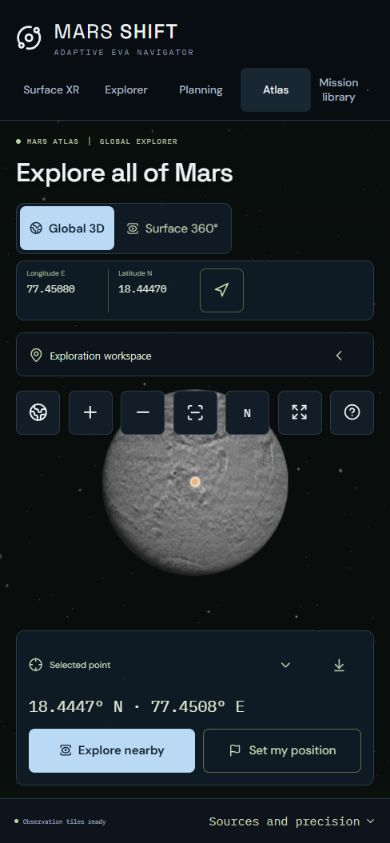 MARS SHIFT
ADAPTIVE EVA NAVIGATOR
Surface XR
Explorer
Planning
Atlas
Mission
library
MARS ATLAS | GLOBAL EXPLORER
Explore all of Mars
Global 3D
Surface 360°
Longitude E
Latitude N
77.45080
18.44470
Exploration workspace
N
Selected point
18.4447° N · 77.4508° E
Explore nearby
Set my position
Observation tiles ready
Sources and precision